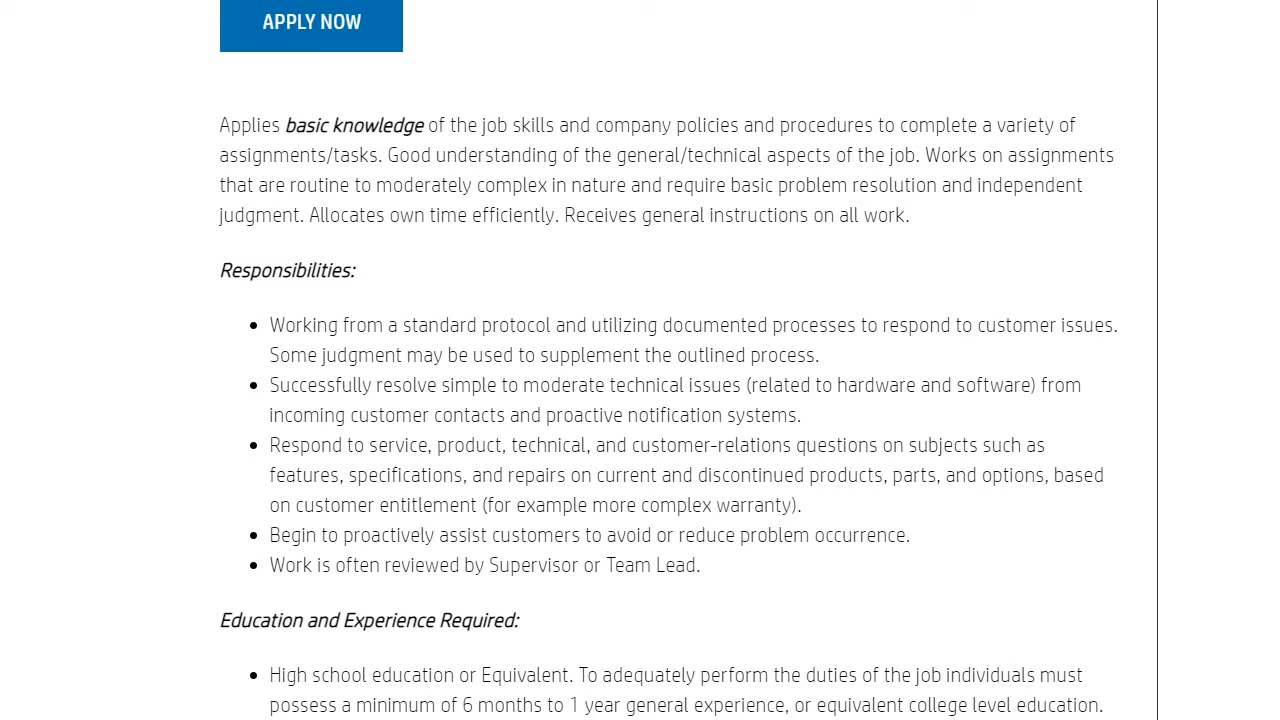 APPLY NOW
Applies basic knowledge of the job skills and company policies and procedures to complete a variety of
assignments/tasks. Good understanding of the general/technical aspects of the job. Works on assignments
that are routine to moderately complex in nature and require basic problem resolution and independent
judgment. Allocates own time efficiently. Receives general instructions on all work.
Responsibilities:
Working from a standard protocol and utilizing documented processes to respond to customer issues.
Some judgment may be used to supplement the outlined process.
Successfully resolve simple to moderate technical issues (related to hardware and software) from
incoming customer contacts and proactive notification systems.
Respond to service, product, technical, and customer-relations questions on subjects such as
features, specifications, and repairs on current and discontinued products, parts, and options, based
on customer entitlement (for example more complex warranty).
Begin to proactively assist customers to avoid or reduce problem occurrence.
Work is often reviewed by Supervisor or Team Lead.
Education and Experience Required:
High school education or Equivalent. To adequately perform the duties of the job individuals must
possess a minimum of 6 months to 1 year general experience, or equivalent college level education.